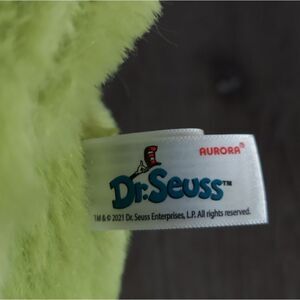 AURORA®
Dr. Seuss™
TM & © 2021 Dr. Seuss Enterprises, L.P. All rights reserved.